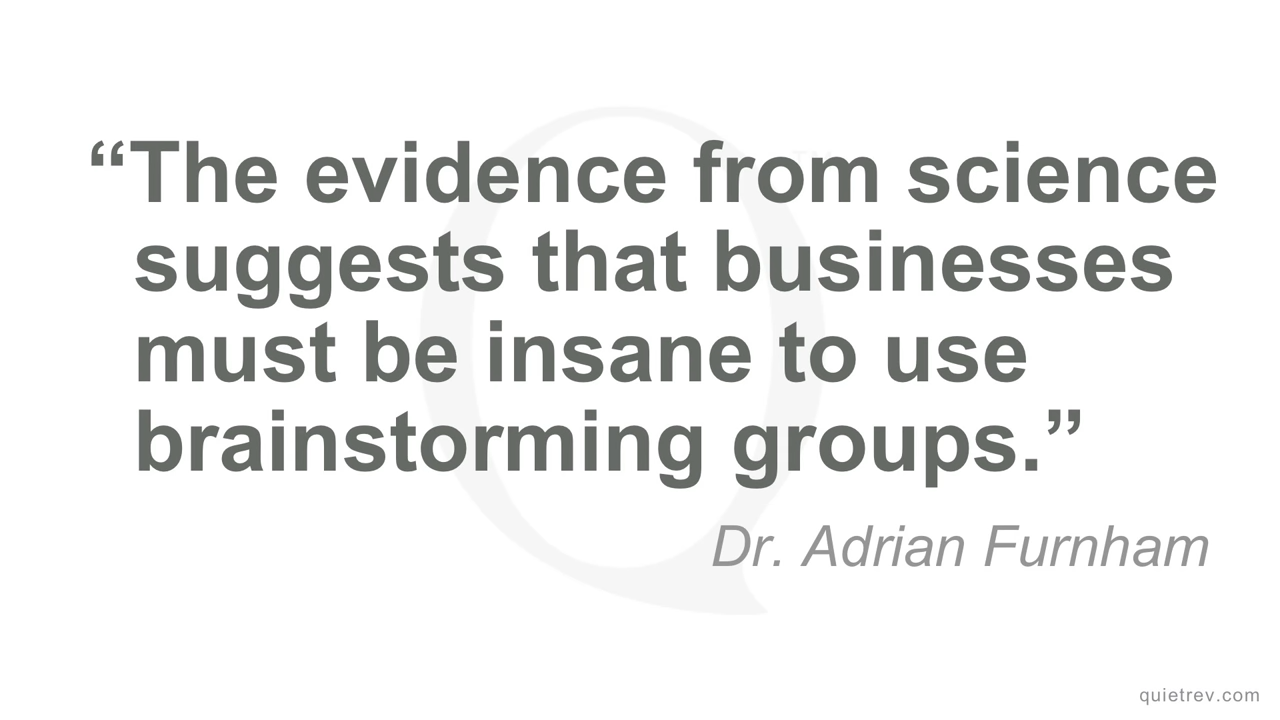 “The evidence from science
suggests that businesses
must be insane to use
brainstorming groups.”
Dr. Adrian Furnham
quietrev.com